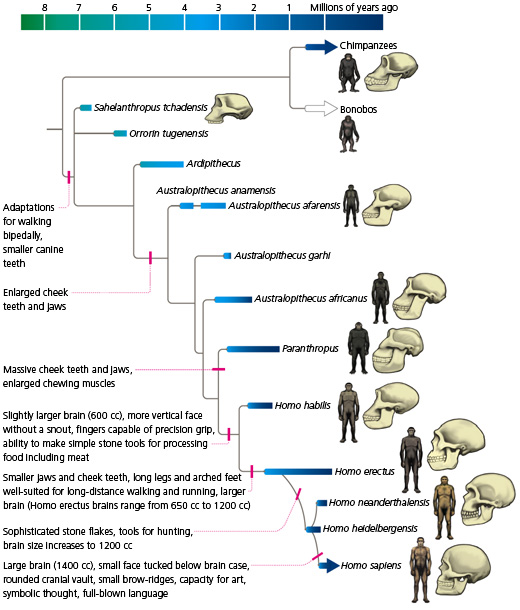 8 7 6 5 4 3 2 1 Millions of years ago
Chimpanzees
Sahelanthropus tchadensis
Bonobos
Orrorin tugenensis
Ardipithecus
Australopithecus anamensis
Australopithecus afarensis
Adaptations
for walking
bipedally,
smaller canine
teeth
Australopithecus garhi
Enlarged cheek
teeth and jaws
Australopithecus africanus
Paranthropus
Massive cheek teeth and jaws,
enlarged chewing muscles
Homo habilis
Slightly larger brain (600 cc), more vertical face
without a snout, fingers capable of precision grip,
ability to make simple stone tools for processing
food including meat
Homo erectus
Smaller jaws and cheek teeth, long legs and arched feet
well-suited for long-distance walking and running, larger
brain (Homo erectus brains range from 650 cc to 1200 cc)
Homo neanderthalensis
Sophisticated stone flakes, tools for hunting,
brain size increases to 1200 cc
Homo heidelbergensis
Large brain (1400 cc), small face tucked below brain case,
rounded cranial vault, small brow-ridges, capacity for art,
symbolic thought, full-blown language
Homo sapiens